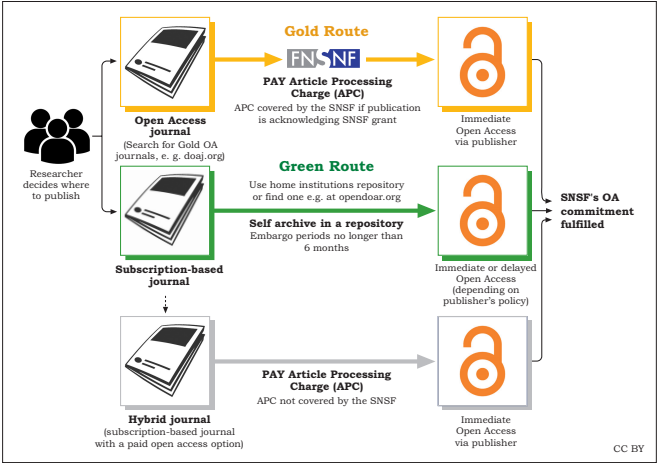 Gold Route
FNSNF
PAY Article Processing
Charge (APC)
APC covered by the SNSF if publication
is acknowledging SNSF grant
Open Access
journal
(Search for Gold OA
journals, e. g. doaj.org)
Immediate
Open Access
via publisher
Researcher
decides where
to publish
Green Route
Use home institutions repository
or find one e.g. at opendoar.org
Self archive in a repository
Embargo periods no longer than
6 months
Subscription-based
journal
Immediate or delayed
Open Access
(depending on
publisher's policy)
SNSF's OA
commitment
fulfilled
PAY Article Processing
Charge (APC)
APC not covered by the SNSF
Hybrid journal
(subscription-based journal
with a paid open access option)
Immediate
Open Access
via publisher
CC BY